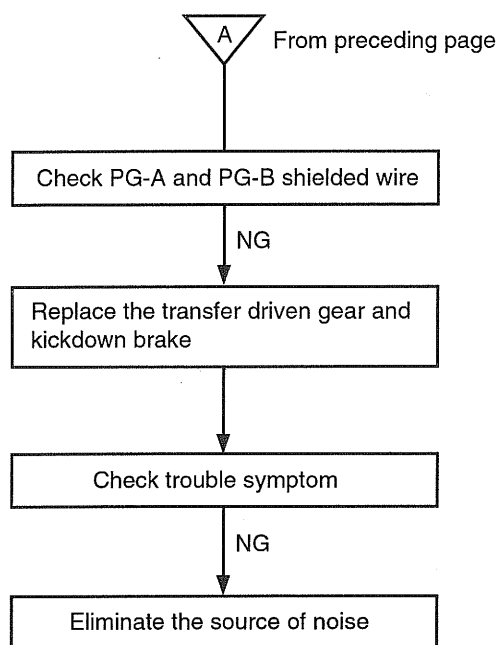 A
From preceding page
Check PG-A and PG-B shielded wire
NG
Replace the transfer driven gear and
kickdown brake
Check trouble symptom
NG
Eliminate the source of noise